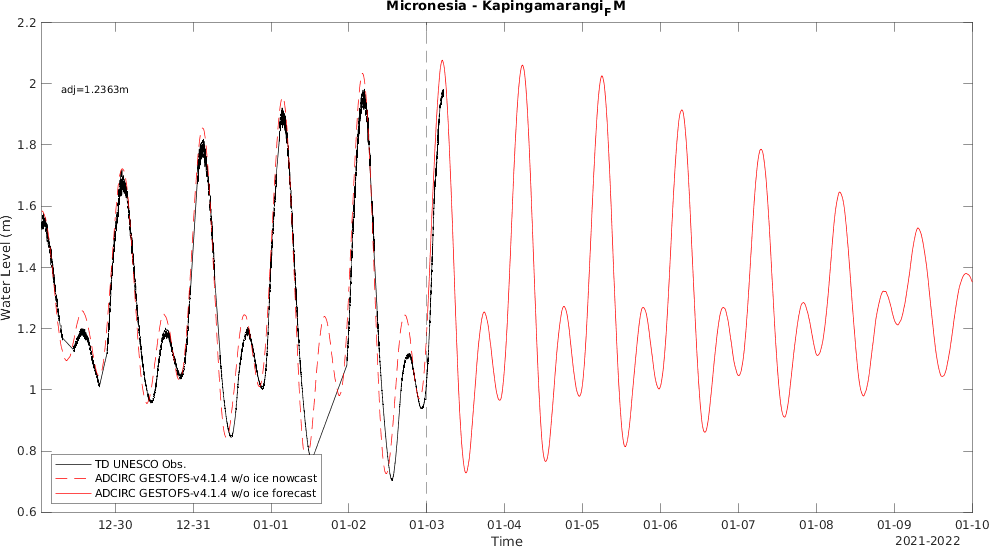 Micronesia - Kapingamarangi_FM
2.2
2
1.8
1.6
1.4
1.2
1
0.8
0.6
Water Level (m)
adj=1.2363m
TD UNESCO Obs.
ADCIRC GESTOFS-v4.1.4 w/o ice nowcast
ADCIRC GESTOFS-v4.1.4 w/o ice forecast
12-30 12-31 01-01 01-02 01-03 01-04 01-05 01-06 01-07 01-08 01-09 01-10
Time
2021-2022